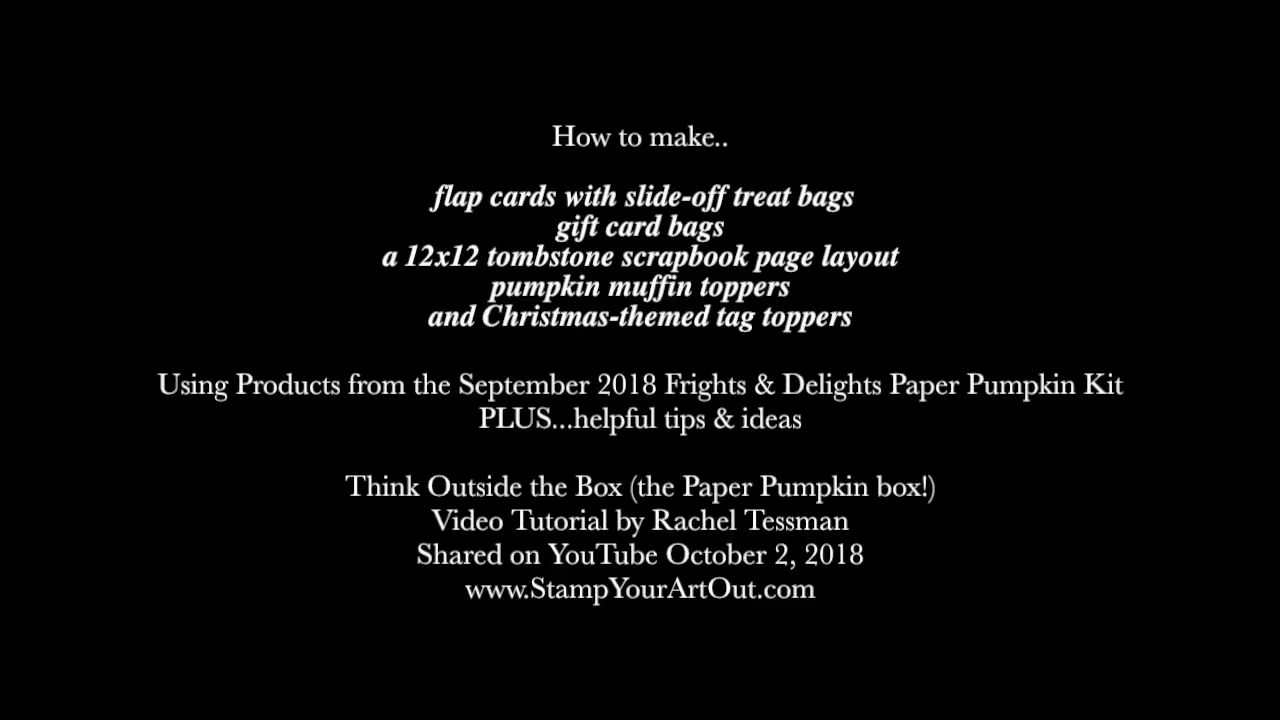 How to make..
flap cards with slide-off treat bags
gift card bags
a 12x12 tombstone scrapbook page layout
pumpkin muffin toppers
and Christmas-themed tag toppers
Using Products from the September 2018 Frights & Delights Paper Pumpkin Kit
PLUS...helpful tips & ideas
Think Outside the Box (the Paper Pumpkin box!)
Video Tutorial by Rachel Tessman
Shared on YouTube October 2, 2018
www.StampYourArtOut.com